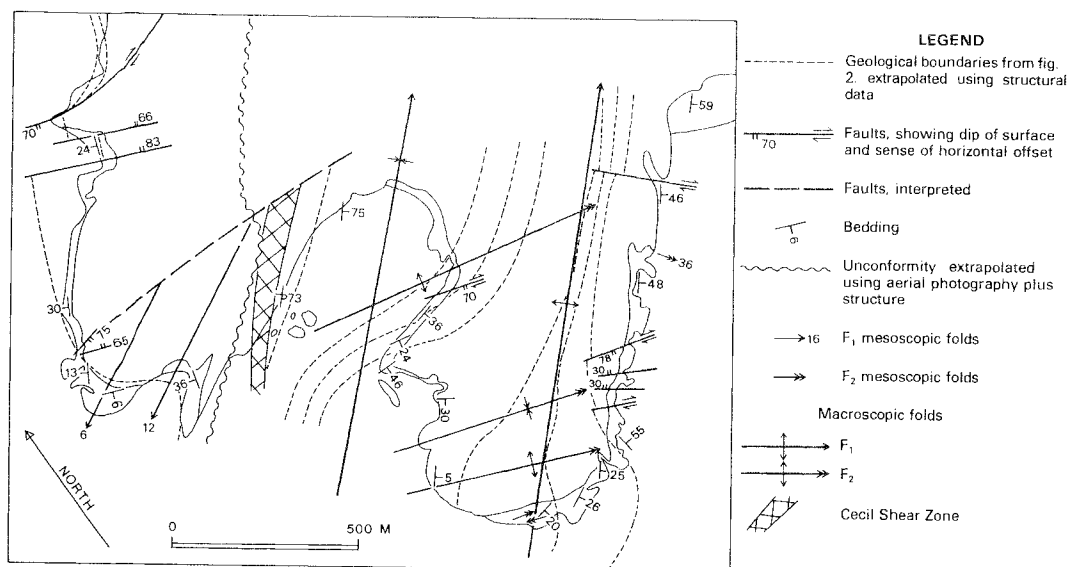 LEGEND
Geological boundaries from fig.
2. extrapolated using structural
data
70
Faults, showing dip of surface
and sense of horizontal offset
Faults, interpreted
6
Bedding
Unconformity extrapolated
using aerial photography plus
structure
16
F1 mesoscopic folds
F2 mesoscopic folds
Macroscopic folds
F1
F2
Cecil Shear Zone
70
66
24
83
59
75
46
36
48
73
70
30
75
65
36
78
24
13
36
46
30
30
6
30
6
12
55
5
25
26
20
NORTH
0
500 M